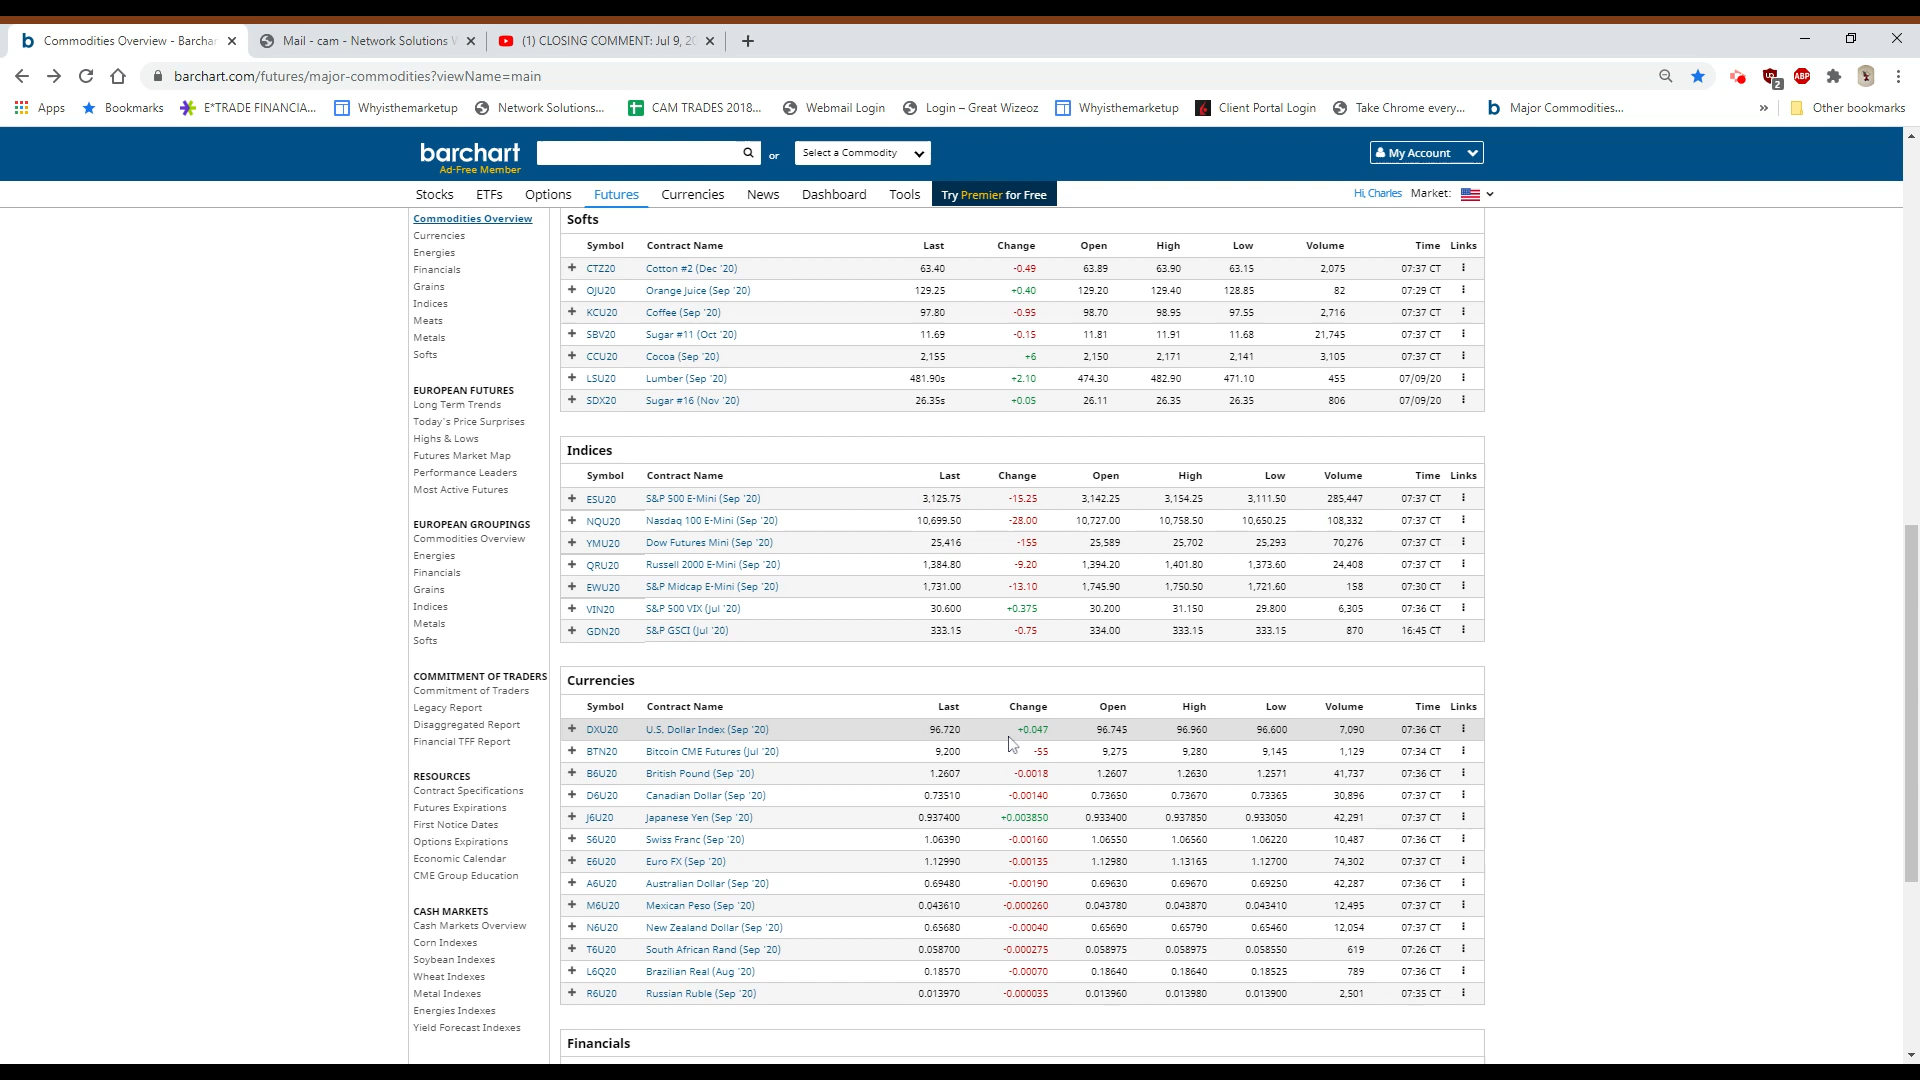 Commodities Overview - Barchar
Mail - cam - Network Solutions W
(1) CLOSING COMMENT: Jul 9, 20
barchart.com/futures/major-commodities?viewName=main
2
ABP
Apps Bookmarks E*TRADE FINANCIA... Whyisthemarketup Network Solutions... CAM TRADES 2018... Webmail Login Login – Great Wizeoz Whyisthemarketup Client Portal Login Take Chrome every... Major Commodities... » Other bookmarks
barchart
Ad-Free Member
or
Select a Commodity
My Account
Stocks ETFs Options Futures Currencies News Dashboard Tools Try Premier for Free
Hi, Charles Market:
Commodities Overview
Currencies
Energies
Financials
Grains
Indices
Meats
Metals
Softs
EUROPEAN FUTURES
Long Term Trends
Today's Price Surprises
Highs & Lows
Futures Market Map
Performance Leaders
Most Active Futures
EUROPEAN GROUPINGS
Commodities Overview
Energies
Financials
Grains
Indices
Metals
Softs
COMMITMENT OF TRADERS
Commitment of Traders
Legacy Report
Disaggregated Report
Financial TFF Report
RESOURCES
Contract Specifications
Futures Expirations
First Notice Dates
Options Expirations
Economic Calendar
CME Group Education
CASH MARKETS
Cash Markets Overview
Corn Indexes
Soybean Indexes
Wheat Indexes
Metal Indexes
Energies Indexes
Yield Forecast Indexes
Softs
Symbol Contract Name Last Change Open High Low Volume Time Links
CTZ20 Cotton #2 (Dec '20) 63.40 -0.49 63.89 63.90 63.15 2,075 07:37 CT
OJU20 Orange Juice (Sep '20) 129.25 +0.40 129.20 129.40 128.85 82 07:29 CT
KCU20 Coffee (Sep '20) 97.80 -0.95 98.70 98.95 97.55 2,716 07:37 CT
SBV20 Sugar #11 (Oct '20) 11.69 -0.15 11.81 11.91 11.68 21,745 07:37 CT
CCU20 Cocoa (Sep '20) 2,155 +6 2,150 2,171 2,141 3,105 07:37 CT
LSU20 Lumber (Sep '20) 481.90s +2.10 474.30 482.90 471.10 455 07/09/20
SDX20 Sugar #16 (Nov '20) 26.35s +0.05 26.11 26.35 26.35 806 07/09/20
Indices
Symbol Contract Name Last Change Open High Low Volume Time Links
ESU20 S&P 500 E-Mini (Sep '20) 3,125.75 -15.25 3,142.25 3,154.25 3,111.50 285,447 07:37 CT
NQU20 Nasdaq 100 E-Mini (Sep '20) 10,699.50 -28.00 10,727.00 10,758.50 10,650.25 108,332 07:37 CT
YMU20 Dow Futures Mini (Sep '20) 25,416 -155 25,589 25,702 25,293 70,276 07:37 CT
QRU20 Russell 2000 E-Mini (Sep '20) 1,384.80 -9.20 1,394.20 1,401.80 1,373.60 24,408 07:37 CT
EWU20 S&P Midcap E-Mini (Sep '20) 1,731.00 -13.10 1,745.90 1,750.50 1,721.60 158 07:30 CT
VIN20 S&P 500 VIX (Jul '20) 30.600 +0.375 30.200 31.150 29.800 6,305 07:36 CT
GDN20 S&P GSCI (Jul '20) 333.15 -0.75 334.00 333.15 333.15 870 16:45 CT
Currencies
Symbol Contract Name Last Change Open High Low Volume Time Links
DXU20 U.S. Dollar Index (Sep '20) 96.720 +0.047 96.745 96.960 96.600 7,090 07:36 CT
BTN20 Bitcoin CME Futures (Jul '20) 9,200 -55 9,275 9,280 9,145 1,129 07:34 CT
B6U20 British Pound (Sep '20) 1.2607 -0.0018 1.2607 1.2630 1.2571 41,737 07:36 CT
D6U20 Canadian Dollar (Sep '20) 0.73510 -0.00140 0.73650 0.73670 0.73365 30,896 07:37 CT
J6U20 Japanese Yen (Sep '20) 0.937400 +0.003850 0.933400 0.937850 0.933050 42,291 07:37 CT
S6U20 Swiss Franc (Sep '20) 1.06390 -0.00160 1.06550 1.06560 1.06220 10,487 07:36 CT
E6U20 Euro FX (Sep '20) 1.12990 -0.00135 1.12980 1.13165 1.12700 74,302 07:37 CT
A6U20 Australian Dollar (Sep '20) 0.69480 -0.00190 0.69630 0.69670 0.69250 42,287 07:36 CT
M6U20 Mexican Peso (Sep '20) 0.043610 -0.000260 0.043780 0.043870 0.043410 12,495 07:37 CT
N6U20 New Zealand Dollar (Sep '20) 0.65680 -0.00040 0.65690 0.65790 0.65460 12,054 07:37 CT
T6U20 South African Rand (Sep '20) 0.058700 -0.000275 0.058975 0.058975 0.058550 619 07:26 CT
L6Q20 Brazilian Real (Aug '20) 0.18570 -0.00070 0.18640 0.18640 0.18525 789 07:36 CT
R6U20 Russian Ruble (Sep '20) 0.013970 -0.000035 0.013960 0.013980 0.013900 2,501 07:35 CT
Financials